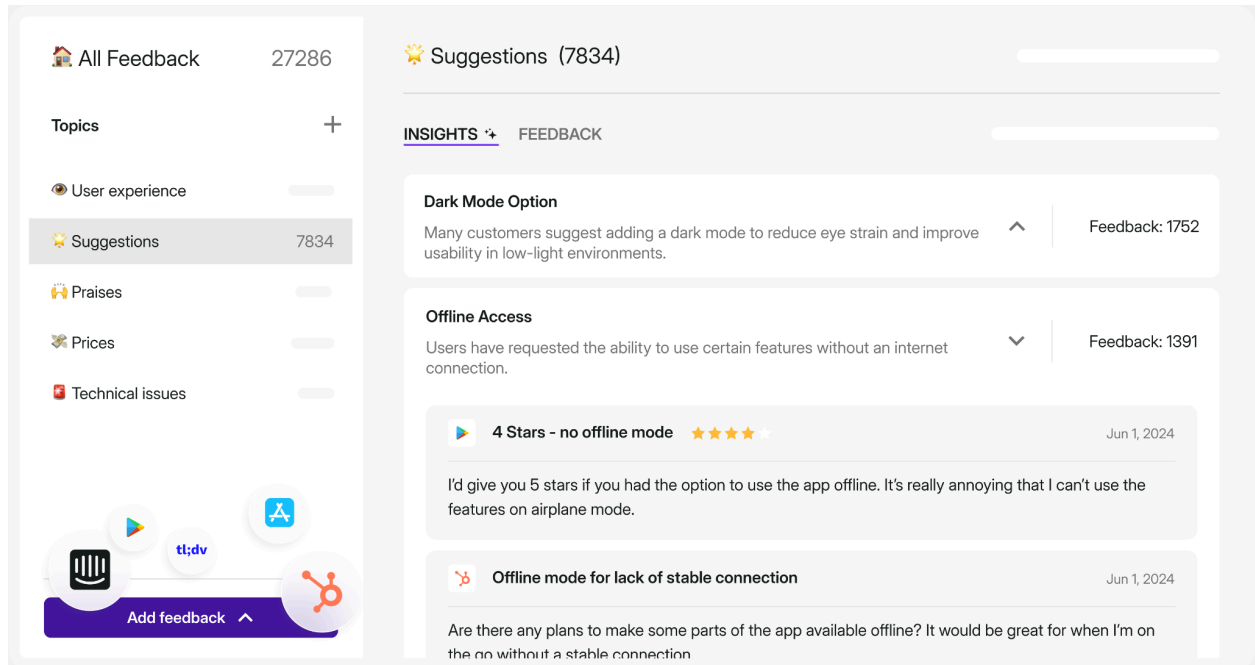 All Feedback 27286
Topics
User experience
Suggestions 7834
Praises
Prices
Technical issues
tl;dv
Add feedback
Suggestions (7834)
INSIGHTS FEEDBACK
Dark Mode Option
Many customers suggest adding a dark mode to reduce eye strain and improve
usability in low-light environments.
Feedback: 1752
Offline Access
Users have requested the ability to use certain features without an internet
connection.
Feedback: 1391
4 Stars - no offline mode
Jun 1, 2024
I’d give you 5 stars if you had the option to use the app offline. It’s really annoying that I can’t use the
features on airplane mode.
Offline mode for lack of stable connection
Jun 1, 2024
Are there any plans to make some parts of the app available offline? It would be great for when I’m on
the go without a stable connection